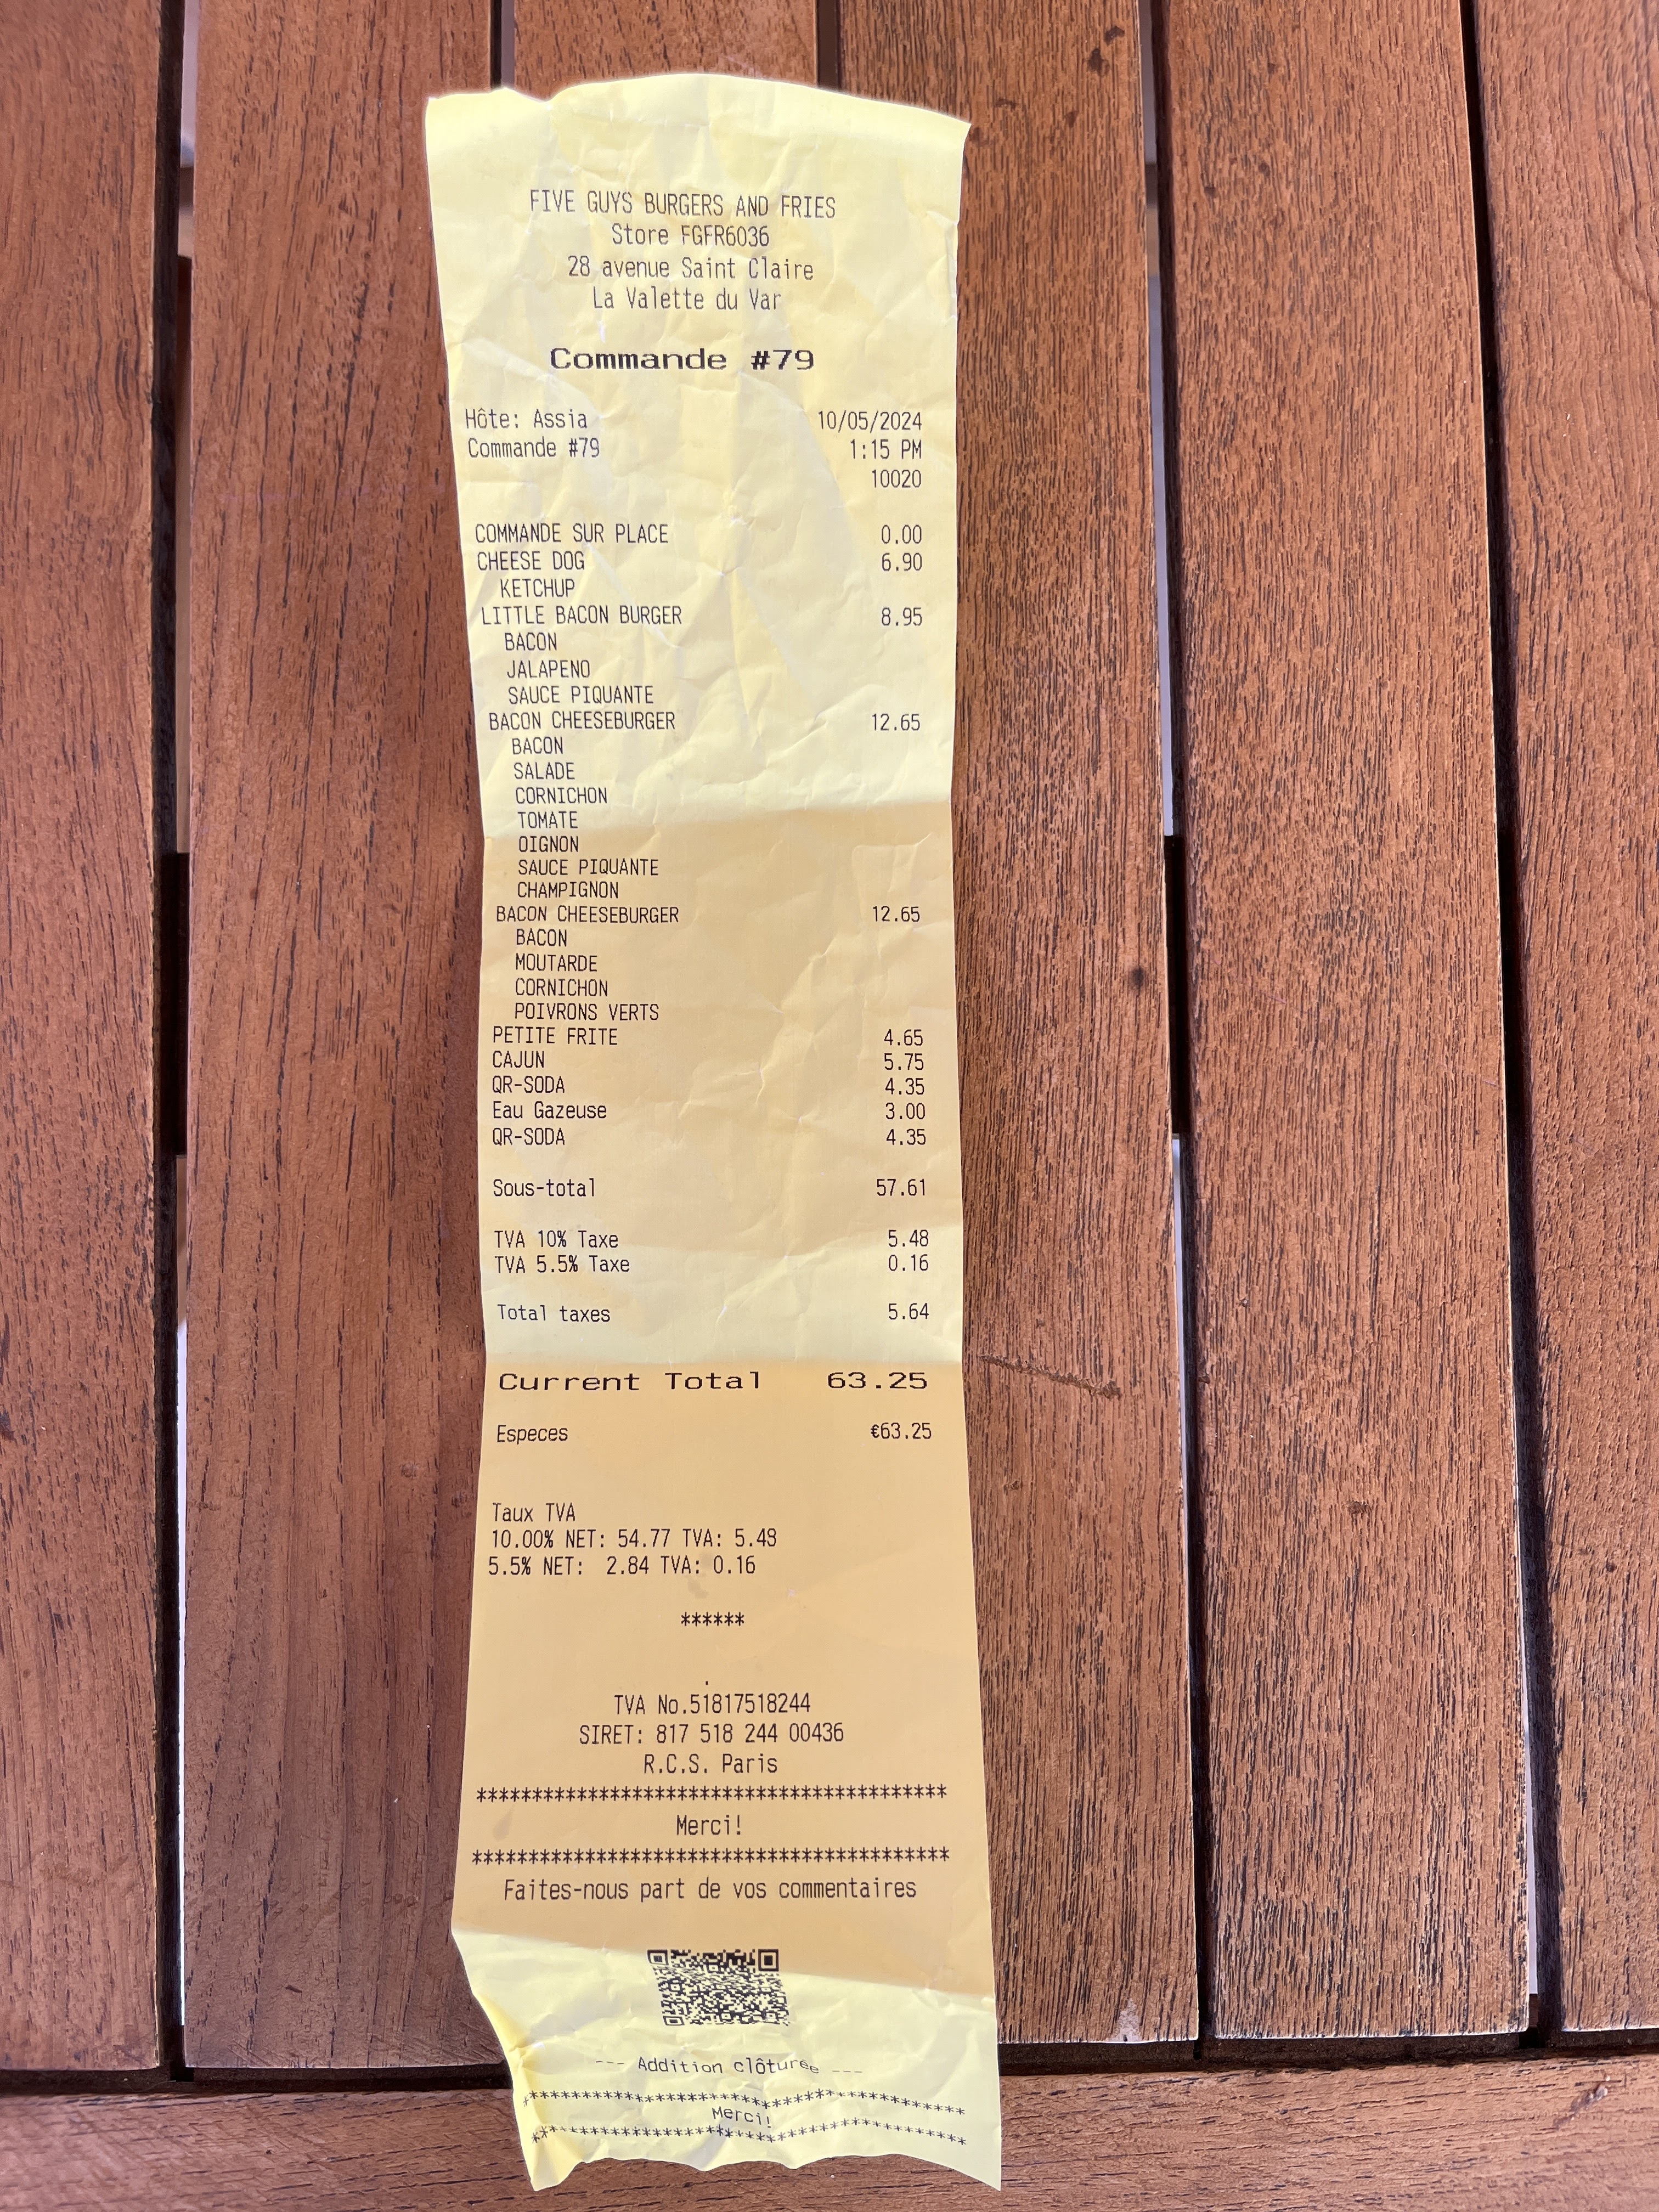 FIVE GUYS BURGERS AND FRIES
Store FGFR6036
28 avenue Saint Claire
La Valette du Var
Commande #79
Hôte: Assia 10/05/2024
Commande #79 1:15 PM
10020
COMMANDE SUR PLACE 0.00
CHEESE DOG 6.90
KETCHUP
LITTLE BACON BURGER 8.95
BACON
JALAPENO
SAUCE PIQUANTE
BACON CHEESEBURGER 12.65
BACON
SALADE
CORNICHON
TOMATE
OIGNON
SAUCE PIQUANTE
CHAMPIGNON
BACON CHEESEBURGER 12.65
BACON
MOUTARDE
CORNICHON
POIVRONS VERTS
PETITE FRITE 4.65
CAJUN 5.75
QR-SODA 4.35
Eau Gazeuse 3.00
QR-SODA 4.35
Sous-total 57.61
TVA 10% Taxe 5.48
TVA 5.5% Taxe 0.16
Total taxes 5.64
Current Total 63.25
Especes €63.25
Taux TVA
10.00% NET: 54.77 TVA: 5.48
5.5% NET: 2.84 TVA: 0.16
******
.
TVA No.51817518244
SIRET: 817 518 244 00436
R.C.S. Paris
*******************************************
Merci!
*******************************************
Faites-nous part de vos commentaires
--- Addition clôturée ---
*******************************************
Merci!
*******************************************